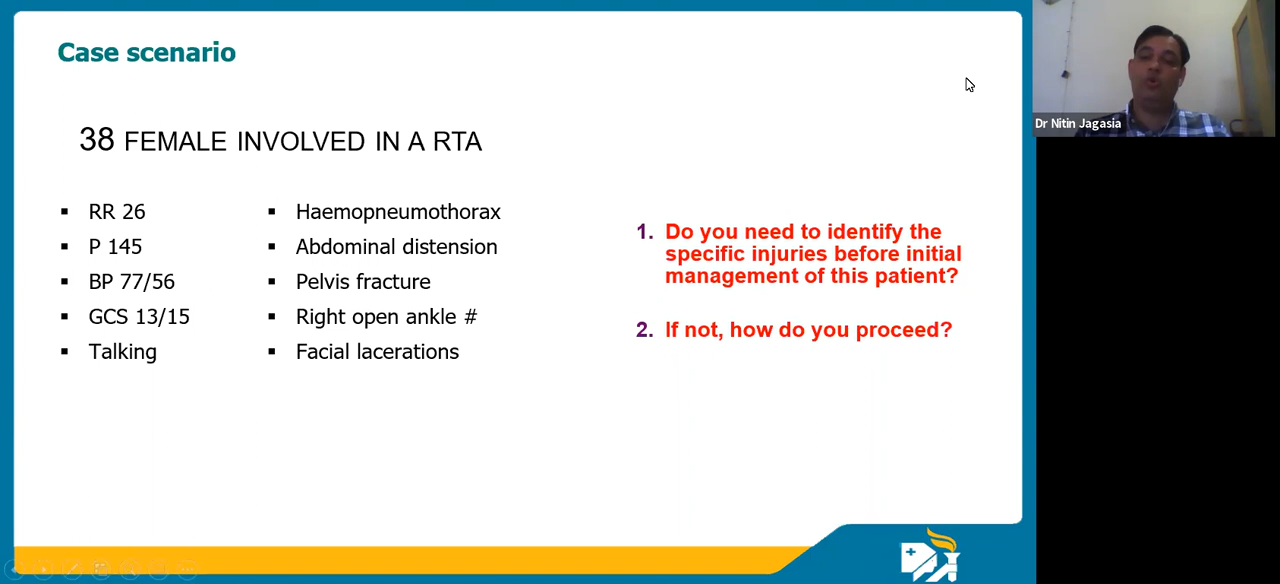 Case scenario
38 FEMALE INVOLVED IN A RTA
RR 26
P 145
BP 77/56
GCS 13/15
Talking
Haemopneumothorax
Abdominal distension
Pelvis fracture
Right open ankle #
Facial lacerations
1. Do you need to identify the
specific injuries before initial
management of this patient?
2. If not, how do you proceed?
Dr Nitin Jagasia